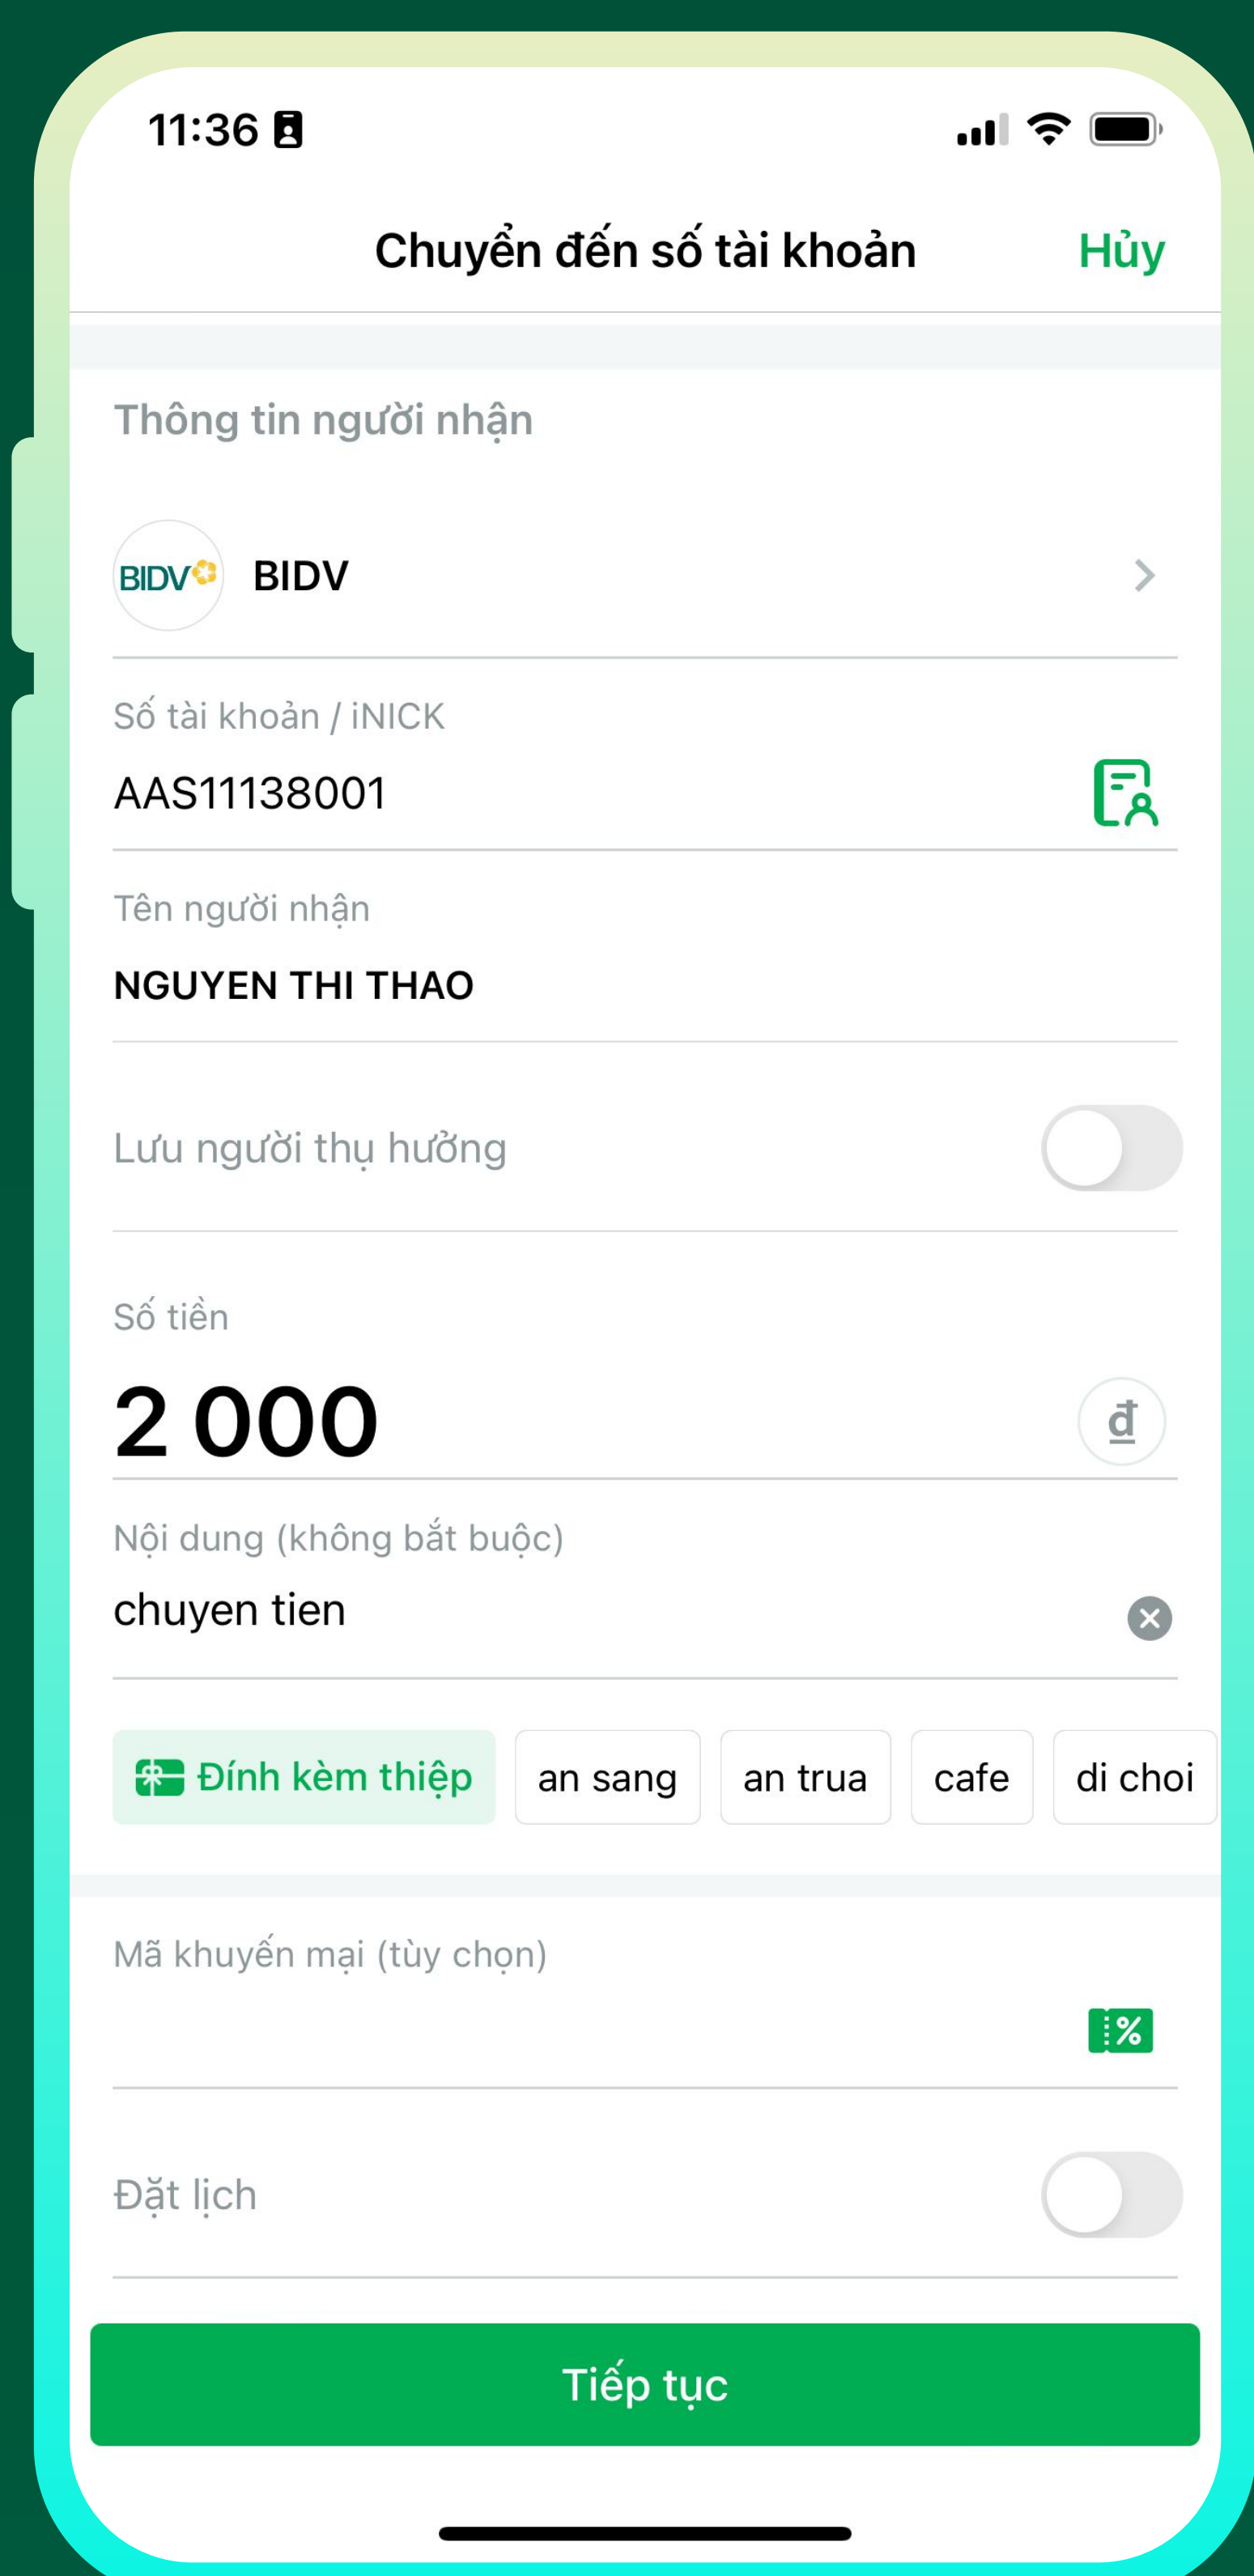 11:36
Chuyển đến số tài khoản
Hủy
Thông tin người nhận
BIDV BIDV
Số tài khoản / iNICK
AAS11138001
Tên người nhận
NGUYEN THI THAO
Lưu người thụ hưởng
Số tiền
2 000
đ
Nội dung (không bắt buộc)
chuyen tien
Đính kèm thiệp an sang an trua cafe di choi
Mã khuyến mại (tùy chọn)
%
Đặt lịch
Tiếp tục